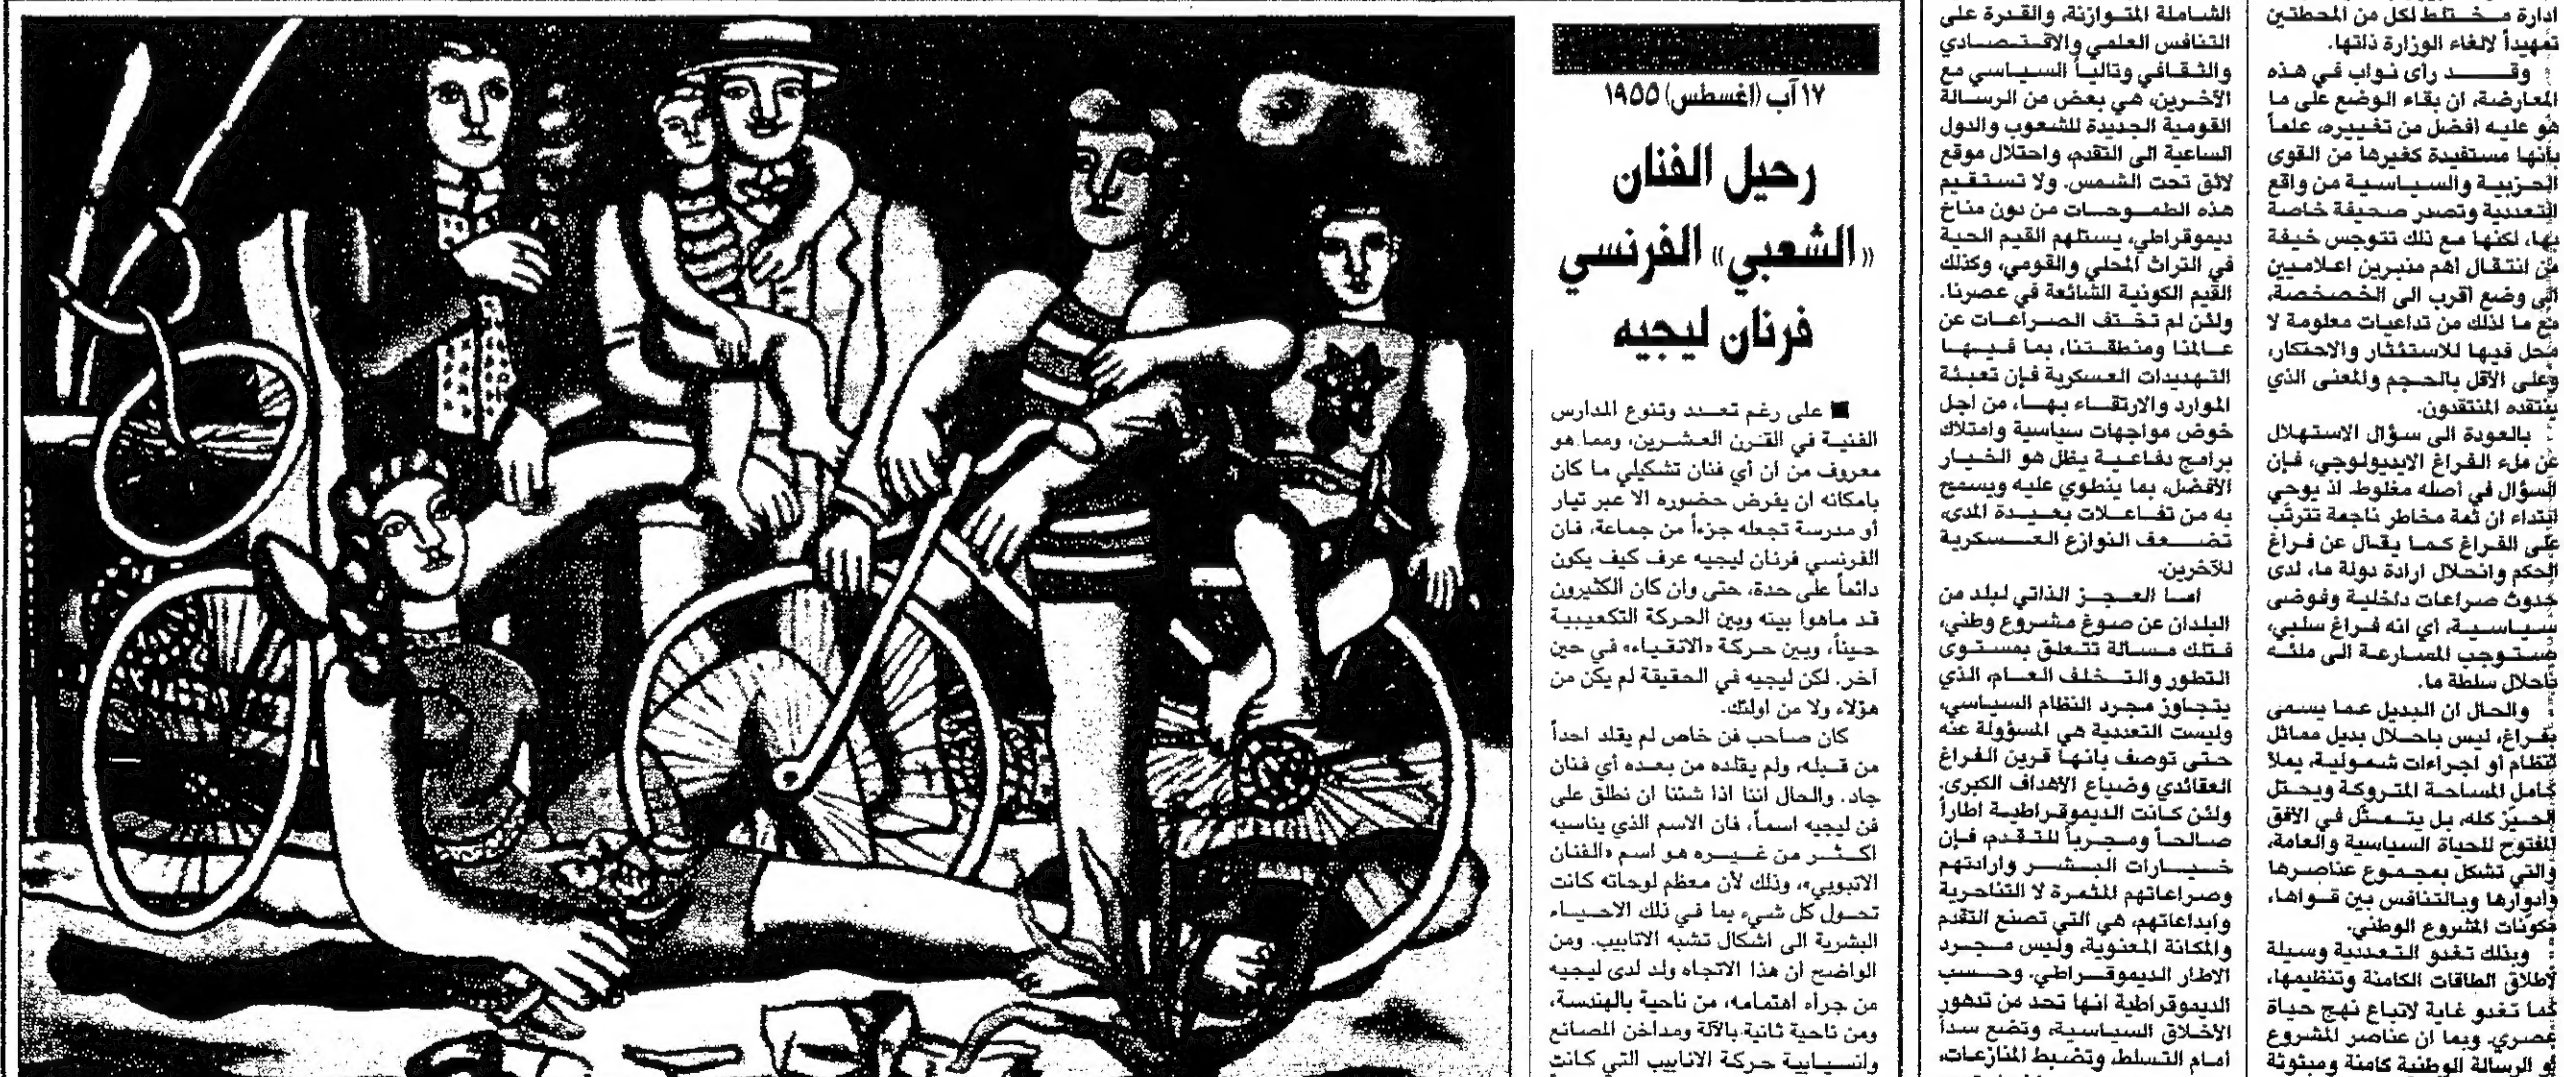 ادارة مختلط لكل من المحطتين
تمهيداً لالغاء الوزارة ذاتها.
وقد رأى نواب في هذه
المعارضة، ان بقاء الوضع على ما
هو عليه افضل من تغييره، علماً
بأنها مستفيدة كغيرها من القوى
الحزبية والسياسية من واقع
التعددية وتصدر صحيفة خاصة
بها، لكنها مع ذلك تتوجس خيفة
من انتقال اهم منبرين اعلاميين
الى وضع أقرب الى الخصخصة،
مع ما لذلك من تداعيات معلومة لا
محل فيها للاستئثار والاحتكار،
وعلى الأقل بالحجم والمعنى الذي
ينتقده المنتقدون.
بالعودة الى سؤال الاستهلال
عن ملء الفراغ الايديولوجي، فإن
السؤال في أصله مغلوط. اذ يوحي
ابتداء ان ثمة مخاطر ناجمة تترتب
على الفراغ كما يقال عن فراغ
الحكم وانحلال ارادة دولة ما، لدى
حدوث صراعات داخلية وفوضى
سياسية، أي انه فراغ سلبي،
يستوجب المسارعة الى ملئه
باحلال سلطة ما.
والحال ان البديل عما يسمى
بفراغ، ليس باحلال بديل مماثل
لنظام أو اجراءات شمولية، يملأ
كامل المساحة المتروكة ويحتل
الحيّز كله، بل يتمثّل في الأفق
المفتوح للحياة السياسية والعامة،
والتي تشكل بمجموع عناصرها
وأدوارها وبالتنافس بين قواها،
مكونات المشروع الوطني.
وبذلك تغدو التعددية وسيلة
لاطلاق الطاقات الكامنة وتنظيمها،
كما تغدو غاية لاتباع نهج حياة
عصري. وبما ان عناصر المشروع
أو الرسالة الوطنية كامنة ومبثوثة
الشاملة المتوازنة، والقدرة على
التنافس العلمي والاقتصادي
والثقافي وتالياً السياسي مع
الآخرين، هي بعض من الرسالة
القومية الجديدة للشعوب والدول
الساعية الى التقدم، واحتلال موقع
لائق تحت الشمس. ولا تستقيم
هذه الطموحات من دون مناخ
ديموقراطي، يستلهم القيم الحية
في التراث المحلي والقومي، وكذلك
القيم الكونية الشائعة في عصرنا.
ولئن لم تختف الصراعات عن
عالمنا ومنطقتنا، بما فيها
التهديدات العسكرية فإن تعبئة
الموارد والارتقاء بها، من اجل
خوض مواجهات سياسية وامتلاك
برامج دفاعية يظل هو الخيار
الأفضل، بما ينطوي عليه ويسمح
به من تفاعلات بعيدة المدى،
تضعف النوازع العسكرية
للآخرين.
اما العجز الذاتي لبلد من
البلدان عن صوغ مشروع وطني،
فتلك مسألة تتعلق بمستوى
التطور والتخلف العام، الذي
يتجاوز مجرد النظام السياسي،
وليست التعددية هي المسؤولة عنه
حتى توصف بانها قرين الفراغ
العقائدي وضياع الأهداف الكبرى.
ولئن كانت الديموقراطية اطاراً
صالحاً ومجرباً للتقدم، فإن
خيارات البشر وارادتهم
وصراعاتهم المثمرة لا التناحرية
وابداعاتهم، هي التي تصنع التقدم
والمكانة المعنوية، وليس مجرد
الاطار الديموقراطي. وحسب
الديموقراطية انها تحد من تدهور
الأخلاق السياسية، وتضع سداً
أمام التسلط، وتضبط المنازعات،
١٧ آب (اغسطس) ١٩٥٥
رحيل الفنان
«الشعبي» الفرنسي
فرنان ليجيه
■ على رغم تعدد وتنوع المدارس
الفنية في القرن العشرين، ومما هو
معروف من ان أي فنان تشكيلي ما كان
بامكانه ان يفرض حضوره الا عبر تيار
أو مدرسة تجعله جزءاً من جماعة، فان
الفرنسي فرنان ليجيه عرف كيف يكون
دائماً على حدة، حتى وان كان الكثيرون
قد ماهوا بينه وبين الحركة التكعيبية
حيناً، وبين حركة «الانقياء» في حين
آخر. لكن ليجيه في الحقيقة لم يكن من
هؤلاء ولا من اولئك.
كان صاحب فن خاص لم يقلد احداً
من قبله، ولم يقلده من بعده أي فنان
جاد. والحال اننا اذا شئنا ان نطلق على
فن ليجيه اسماً، فان الاسم الذي يناسبه
اكثر من غيره هو اسم «الفنان
الانبوبي»، وذلك لأن معظم لوحاته كانت
تحول كل شيء بما في ذلك الاحياء
البشرية الى اشكال تشبه الانابيب. ومن
الواضح ان هذا الاتجاه ولد لدى ليجيه
من جراء اهتمامه، من ناحية بالهندسة،
ومن ناحية ثانية بالآلة ومداخن المصانع
وانسيابية حركة الانابيب التي كانت